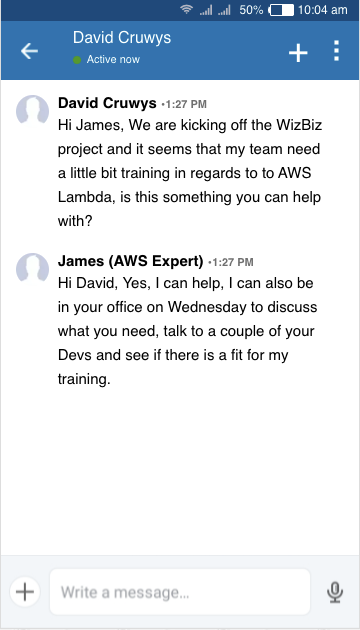 50% 10:04 am
David Cruwys
Active now
David Cruwys •1:27 PM
Hi James, We are kicking off the WizBiz
project and it seems that my team need
a little bit training in regards to to AWS
Lambda, is this something you can help
with?
James (AWS Expert) •1:27 PM
Hi David, Yes, I can help, I can also be
in your office on Wednesday to discuss
what you need, talk to a couple of your
Devs and see if there is a fit for my
training.
Write a message...